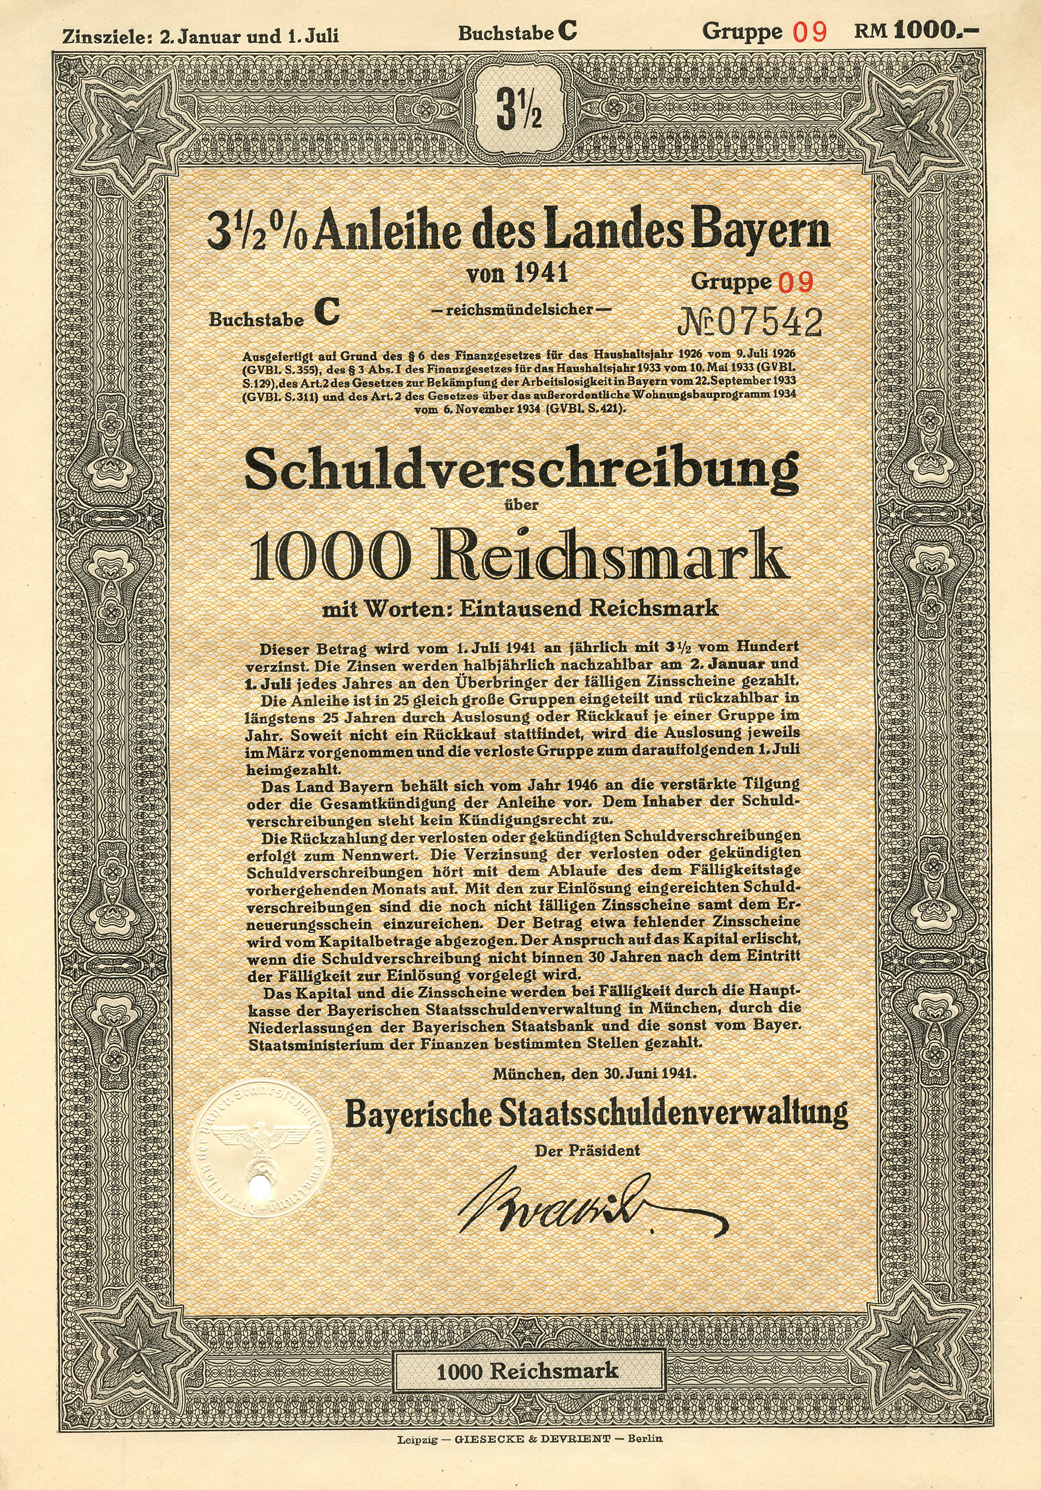 Zinsziele: 2. Januar und 1. Juli Buchstabe C Gruppe 09 RM 1000.–
3½
3½% Anleihe des Landes Bayern
von 1941
Gruppe 09
Buchstabe C
— reichsmündelsicher —
№ 07542
Ausgefertigt auf Grund des § 6 des Finanzgesetzes für das Haushaltsjahr 1926 vom 9. Juli 1926
(GVBl. S. 355), des § 3 Abs. I des Finanzgesetzes für das Haushaltsjahr 1933 vom 10. Mai 1933 (GVBl.
S. 129), des Art. 2 des Gesetzes zur Bekämpfung der Arbeitslosigkeit in Bayern vom 22. September 1933
(GVBl. S. 311) und des Art. 2 des Gesetzes über das außerordentliche Wohnungsbauprogramm 1934
vom 6. November 1934 (GVBl. S. 421).
Schuldverschreibung
über
1000 Reichsmark
mit Worten: Eintausend Reichsmark
Dieser Betrag wird vom 1. Juli 1941 an jährlich mit 3½ vom Hundert
verzinst. Die Zinsen werden halbjährlich nachzahlbar am 2. Januar und
1. Juli jedes Jahres an den Überbringer der fälligen Zinsscheine gezahlt.
Die Anleihe ist in 25 gleich große Gruppen eingeteilt und rückzahlbar in
längstens 25 Jahren durch Auslosung oder Rückkauf je einer Gruppe im
Jahr. Soweit nicht ein Rückkauf stattfindet, wird die Auslosung jeweils
im März vorgenommen und die verloste Gruppe zum darauffolgenden 1. Juli
heimgezahlt.
Das Land Bayern behält sich vom Jahr 1946 an die verstärkte Tilgung
oder die Gesamtkündigung der Anleihe vor. Dem Inhaber der Schuld-
verschreibungen steht kein Kündigungsrecht zu.
Die Rückzahlung der verlosten oder gekündigten Schuldverschreibungen
erfolgt zum Nennwert. Die Verzinsung der verlosten oder gekündigten
Schuldverschreibungen hört mit dem Ablaufe des dem Fälligkeitstage
vorhergehenden Monats auf. Mit den zur Einlösung eingereichten Schuld-
verschreibungen sind die noch nicht fälligen Zinsscheine samt dem Er-
neuerungsschein einzureichen. Der Betrag etwa fehlender Zinsscheine
wird vom Kapitalbetrage abgezogen. Der Anspruch auf das Kapital erlischt,
wenn die Schuldverschreibung nicht binnen 30 Jahren nach dem Eintritt
der Fälligkeit zur Einlösung vorgelegt wird.
Das Kapital und die Zinsscheine werden bei Fälligkeit durch die Haupt-
kasse der Bayerischen Staatsschuldenverwaltung in München, durch die
Niederlassungen der Bayerischen Staatsbank und die sonst vom Bayer.
Staatsministerium der Finanzen bestimmten Stellen gezahlt.
München, den 30. Juni 1941.
Bayerische Staatsschuldenverwaltung
Der Präsident
1000 Reichsmark
Leipzig — GIESECKE & DEVRIENT — Berlin